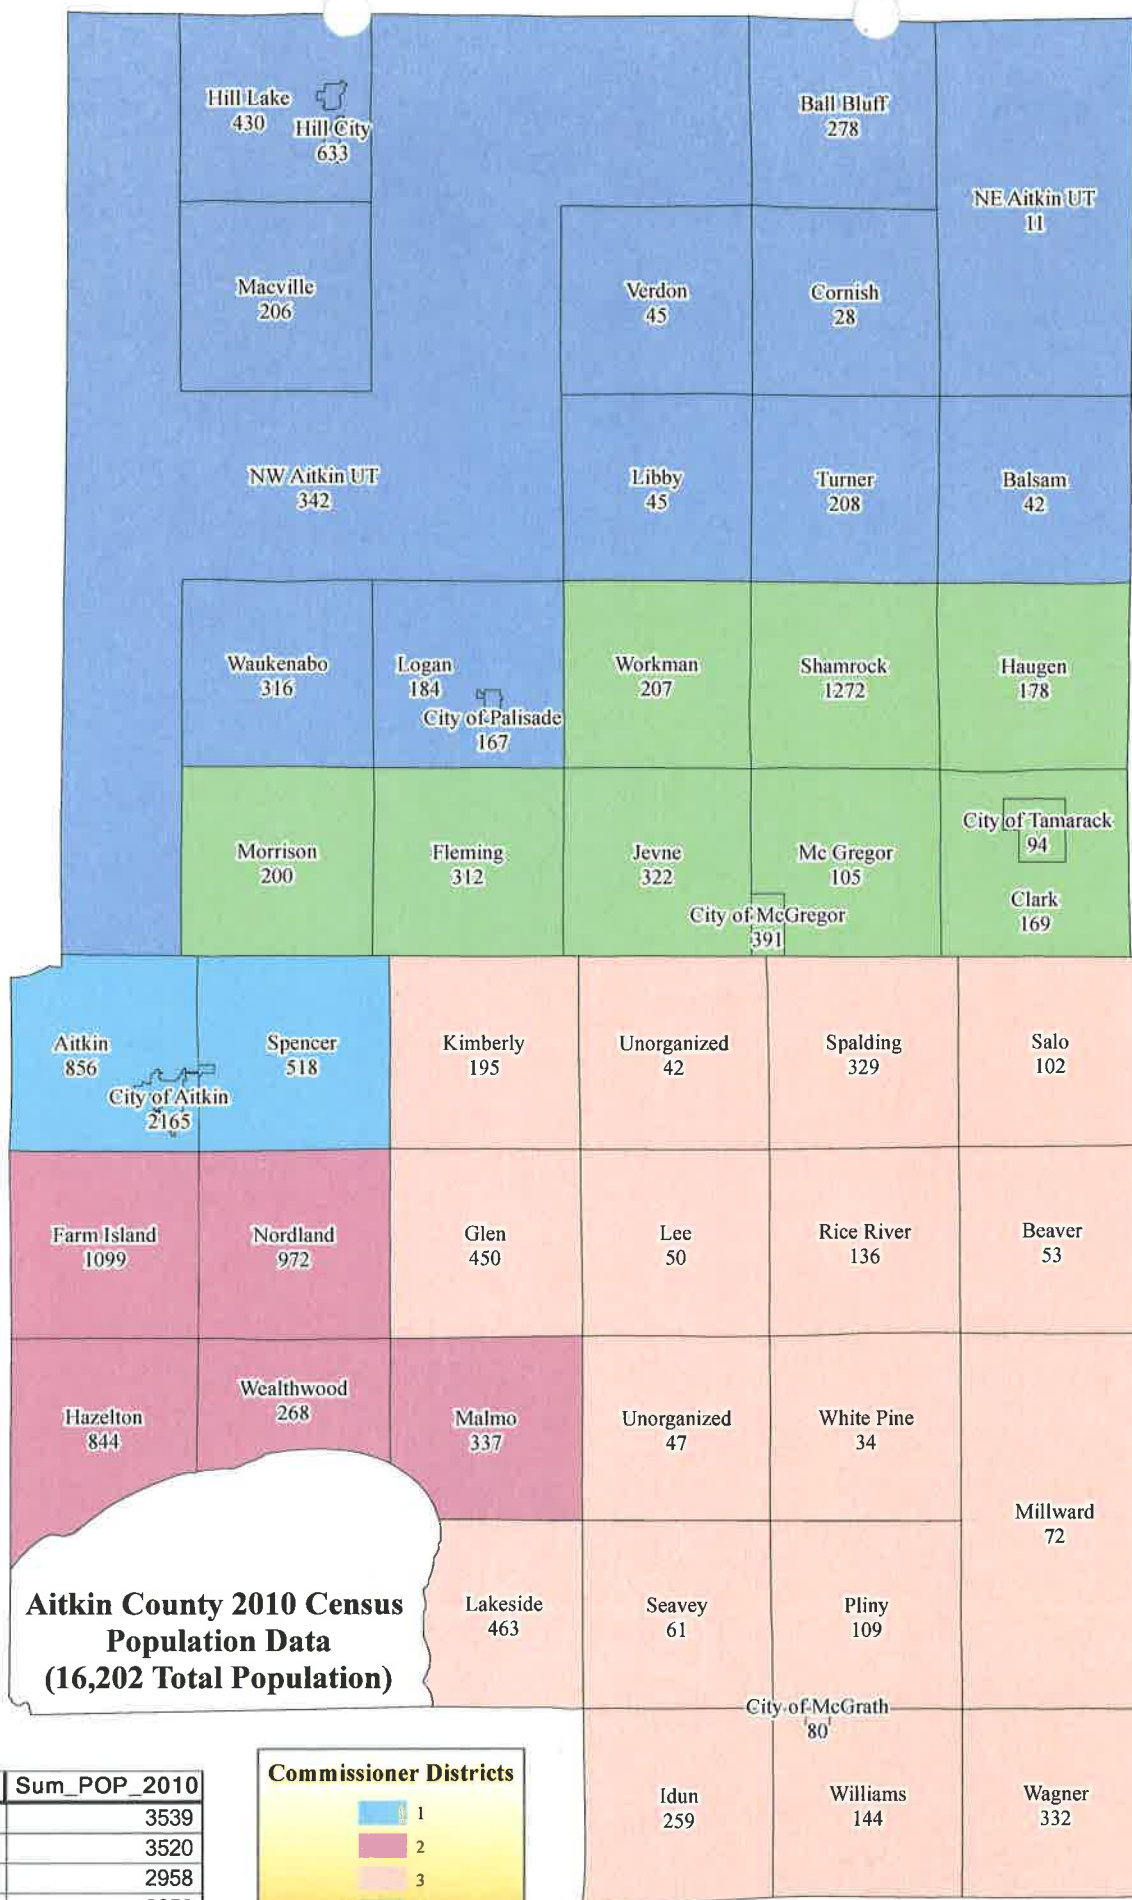 Hill Lake
430
Hill City
633
Ball Bluff
278
NE Aitkin UT
11
Macville
206
Verdon
45
Cornish
28
NW Aitkin UT
342
Libby
45
Turner
208
Balsam
42
Waukenabo
316
Logan
184
City of Palisade
167
Workman
207
Shamrock
1272
Haugen
178
Morrison
200
Fleming
312
Jevne
322
Mc Gregor
105
City of McGregor
391
City of Tamarack
94
Clark
169
Aitkin
856
City of Aitkin
2165
Spencer
518
Kimberly
195
Unorganized
42
Spalding
329
Salo
102
Farm Island
1099
Nordland
972
Glen
450
Lee
50
Rice River
136
Beaver
53
Hazelton
844
Wealthwood
268
Malmo
337
Unorganized
47
White Pine
34
Millward
72
Aitkin County 2010 Census
Population Data
(16,202 Total Population)
Lakeside
463
Seavey
61
Pliny
109
City of McGrath
80
Idun
259
Williams
144
Wagner
332
Sum_POP_2010
3539
3520
2958
Commissioner Districts
1
2
3